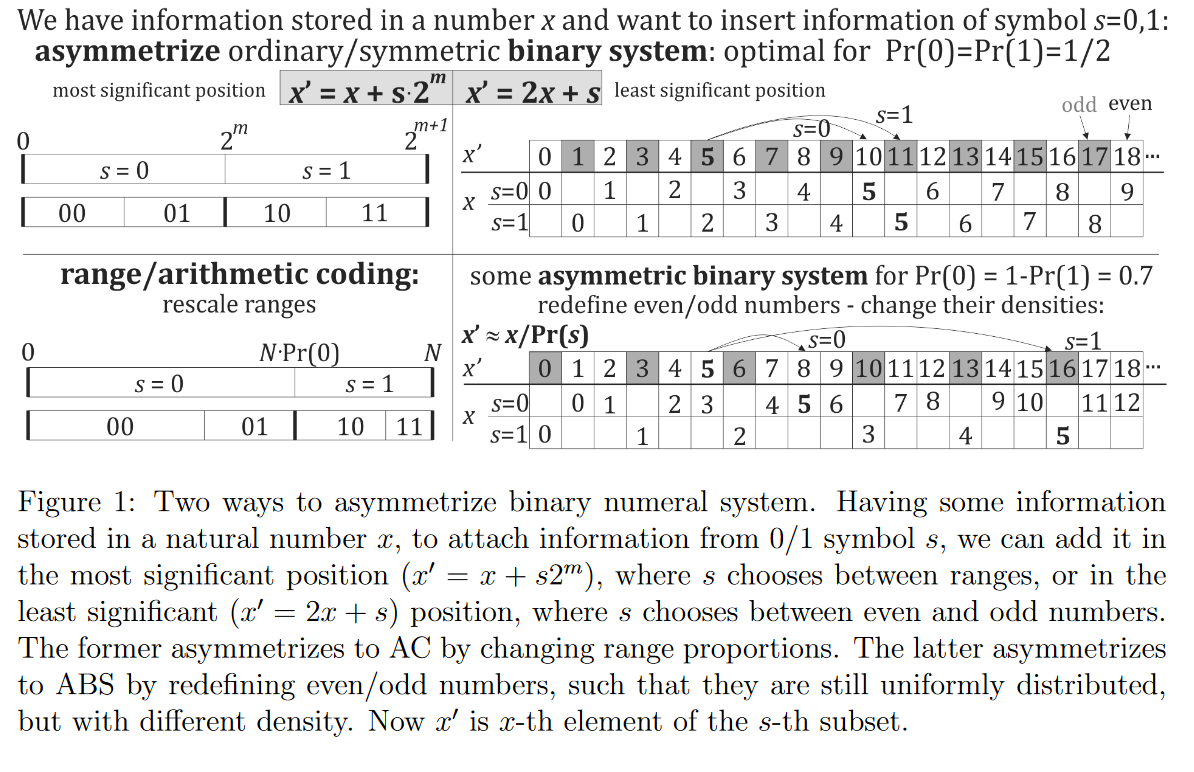 We have information stored in a number x and want to insert information of symbol s=0,1:
asymmetrize ordinary/symmetric binary system: optimal for Pr(0)=Pr(1)=1/2
most significant position x' = x + s·2^m x' = 2x + s least significant position
0 2^m 2^{m+1}
s = 0 s = 1
00 01 10 11
odd even
s=0 s=1
x' 0 1 2 3 4 5 6 7 8 9 10 11 12 13 14 15 16 17 18 ...
x s=0 0 1 2 3 4 5 6 7 8 9
s=1 0 1 2 3 4 5 6 7 8
range/arithmetic coding:
rescale ranges
0 N·Pr(0) N
s = 0 s = 1
00 01 10 11
some asymmetric binary system for Pr(0) = 1-Pr(1) = 0.7
redefine even/odd numbers - change their densities:
x' ≈ x/Pr(s) s=0 s=1
x' 0 1 2 3 4 5 6 7 8 9 10 11 12 13 14 15 16 17 18 ...
x s=0 0 1 2 3 4 5 6 7 8 9 10 11 12
s=1 0 1 2 3 4 5
Figure 1: Two ways to asymmetrize binary numeral system. Having some information
stored in a natural number x, to attach information from 0/1 symbol s, we can add it in
the most significant position (x' = x + s2^m), where s chooses between ranges, or in the
least significant (x' = 2x + s) position, where s chooses between even and odd numbers.
The former asymmetrizes to AC by changing range proportions. The latter asymmetrizes
to ABS by redefining even/odd numbers, such that they are still uniformly distributed,
but with different density. Now x' is x-th element of the s-th subset.